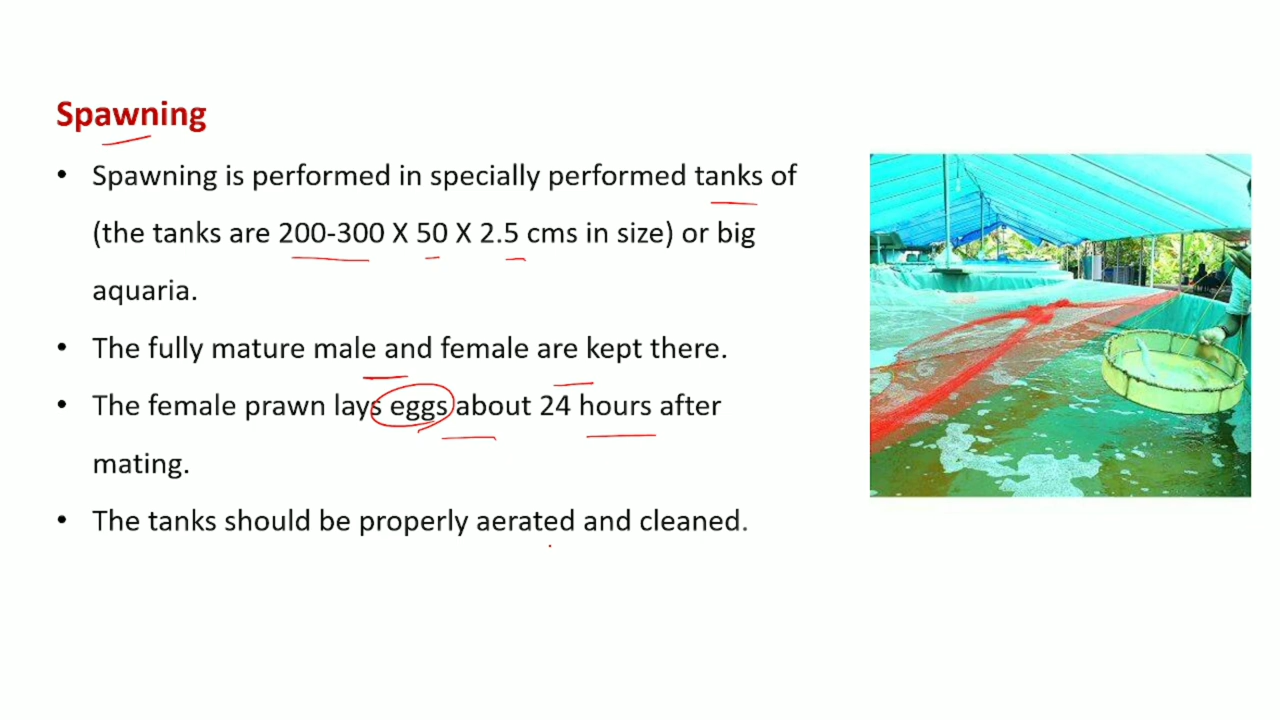 Spawning
• Spawning is performed in specially performed tanks of
(the tanks are 200-300 X 50 X 2.5 cms in size) or big
aquaria.
• The fully mature male and female are kept there.
• The female prawn lays eggs about 24 hours after
mating.
• The tanks should be properly aerated and cleaned.